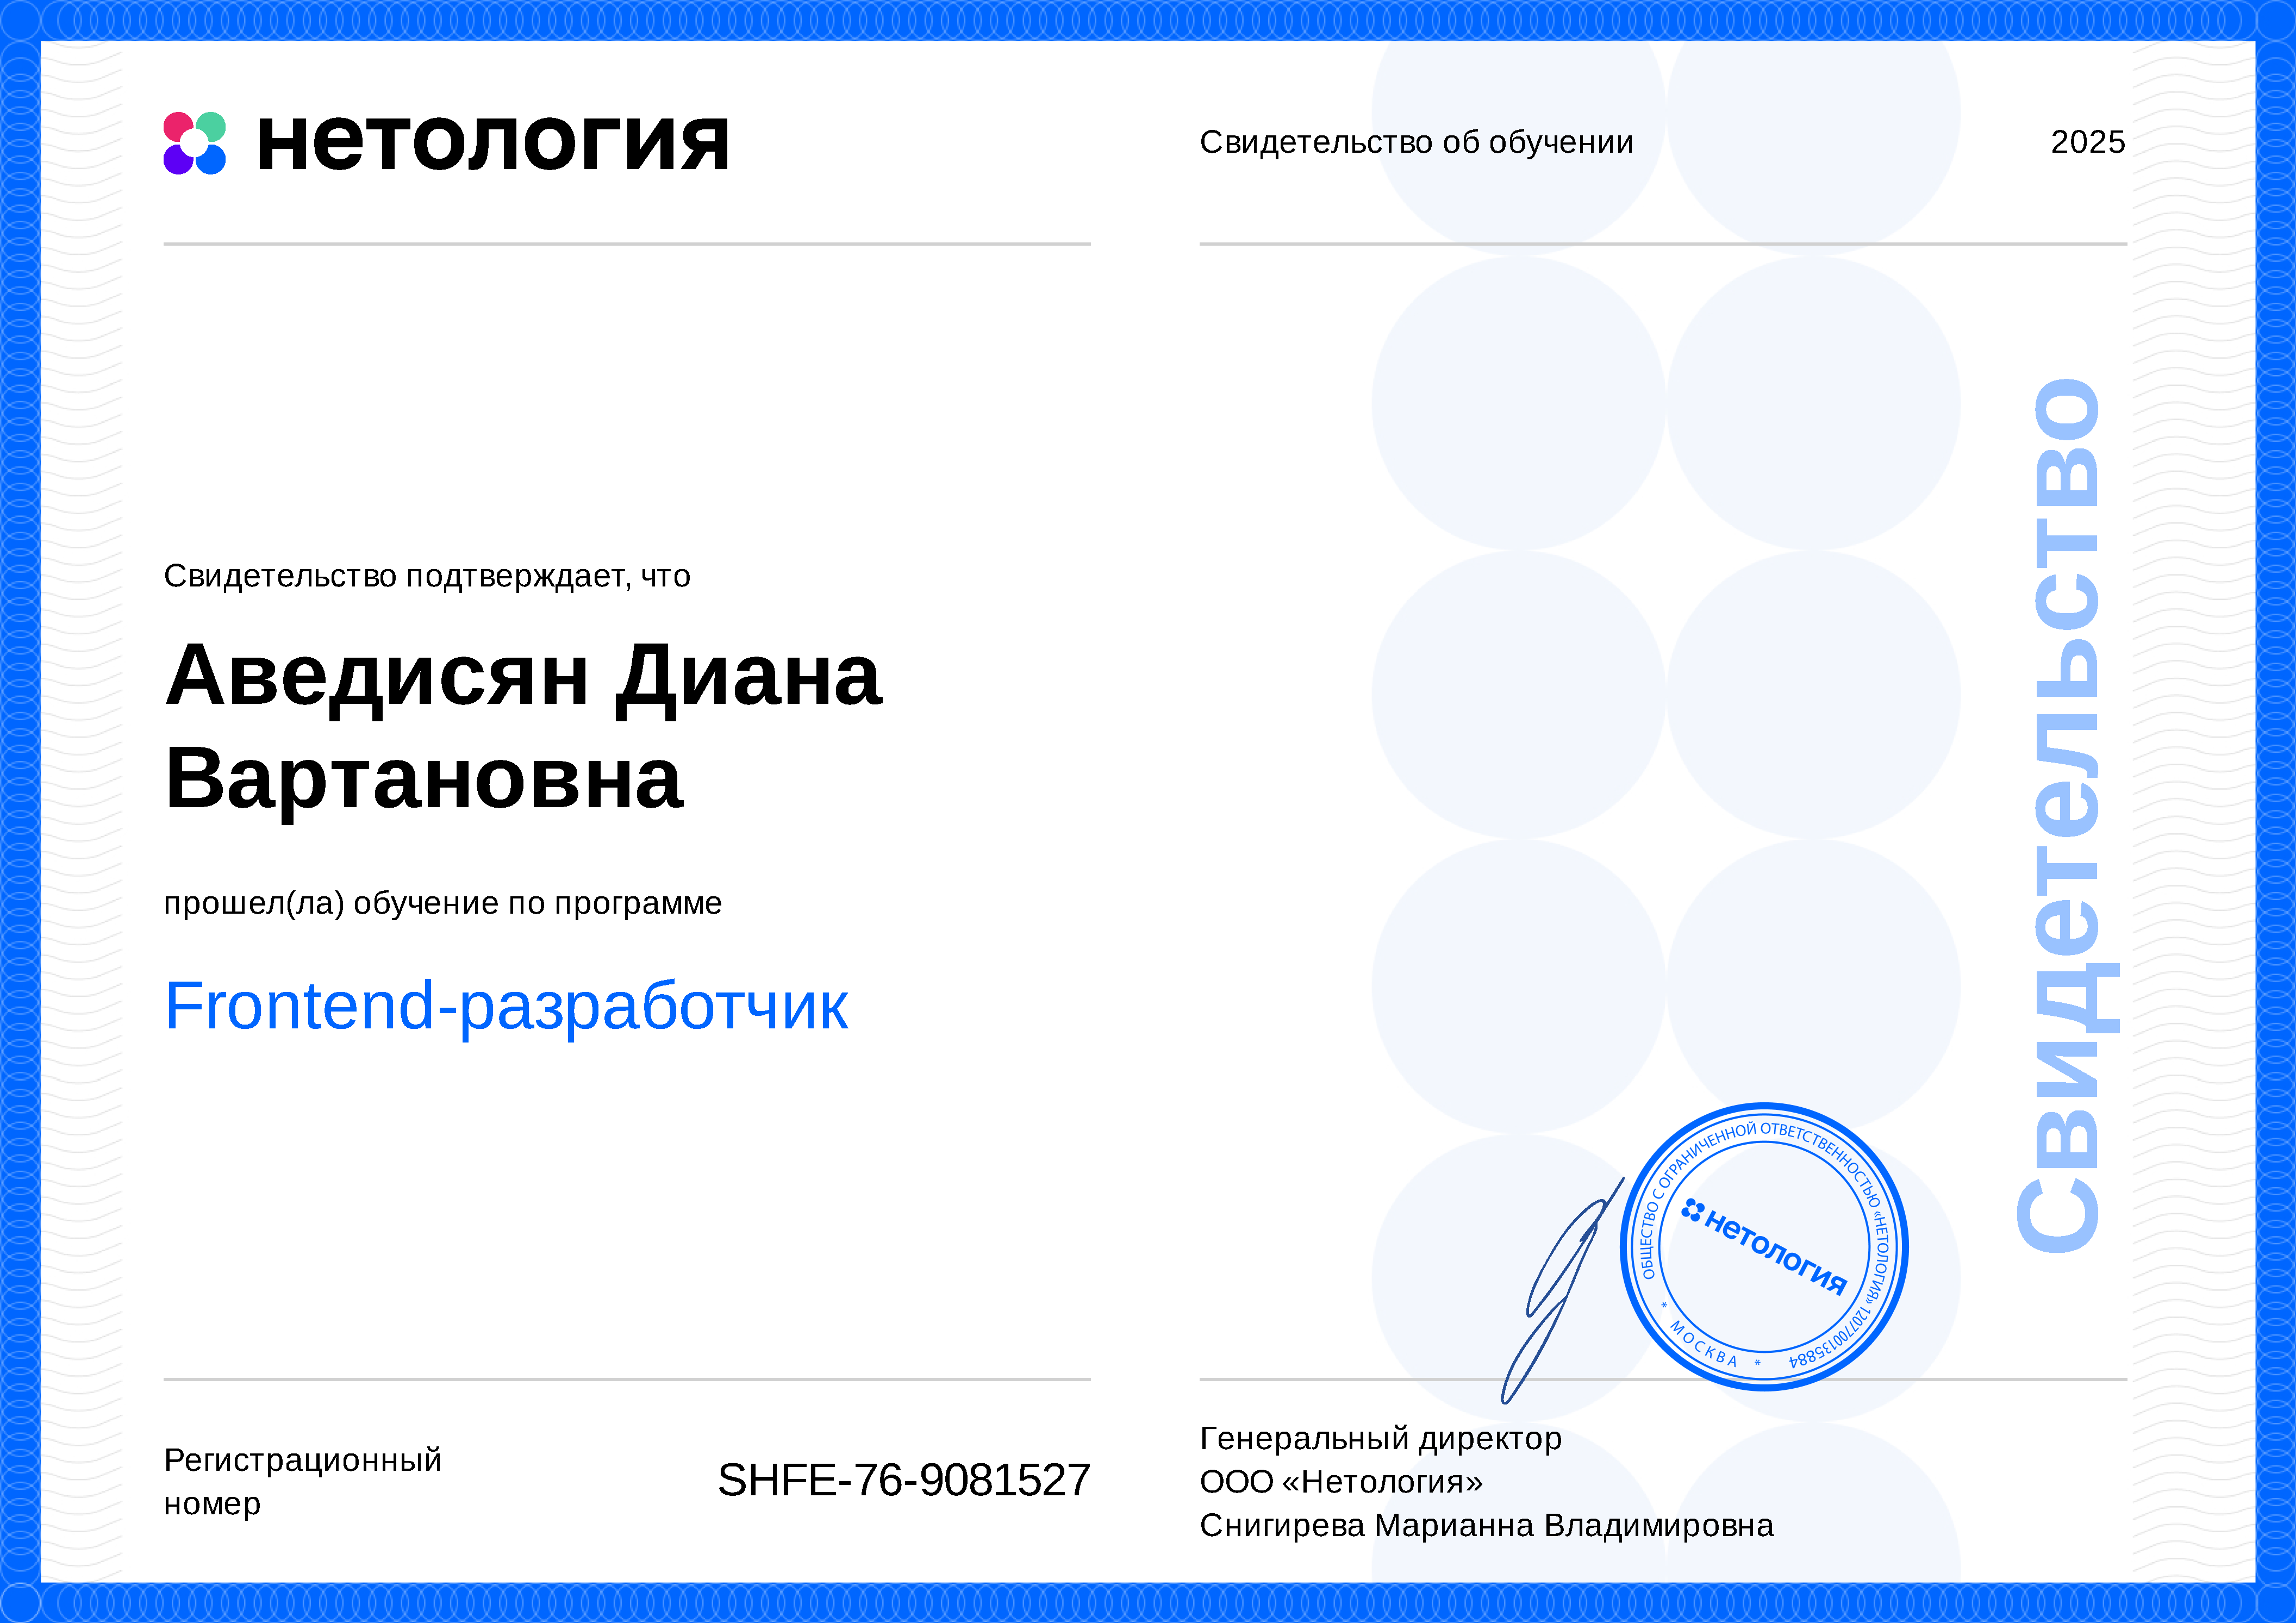 нетология
Свидетельство об обучении
2025
Свидетельство подтверждает, что
Аведисян Диана
Вартановна
прошел(ла) обучение по программе
Frontend-разработчик
Свидетельство
ОБЩЕСТВО С ОГРАНИЧЕННОЙ ОТВЕТСТВЕННОСТЬЮ «НЕТОЛОГИЯ» 1207700135884
* МОСКВА *
нетология
Регистрационный
номер
SHFE-76-9081527
Генеральный директор
ООО «Нетология»
Снигирева Марианна Владимировна